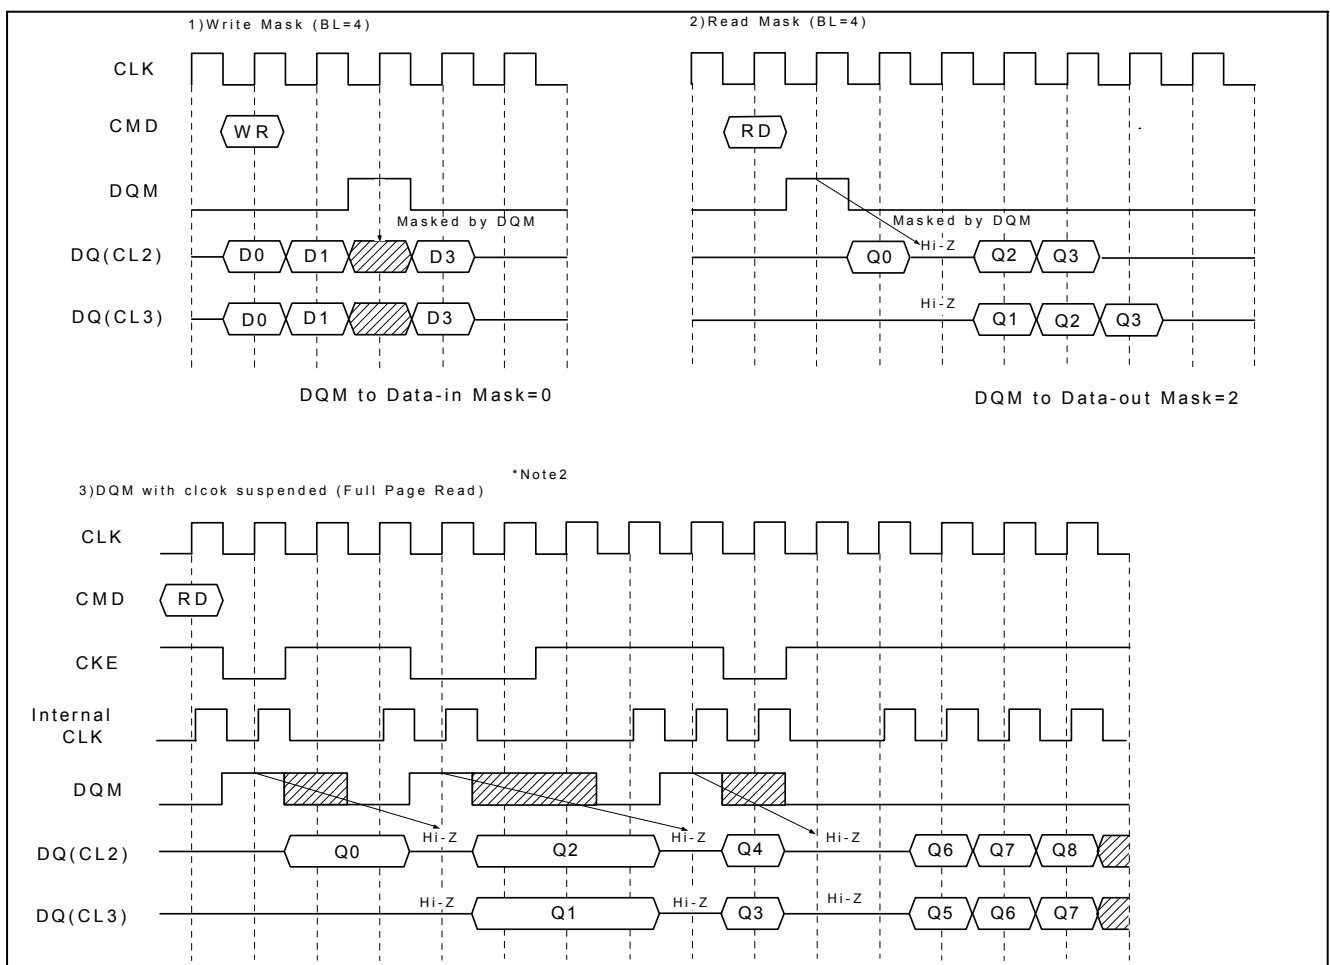 1)Write Mask (BL=4)
CLK
CMD
WR
DQM
Masked by DQM
DQ(CL2)
D0
D1
D3
DQ(CL3)
D0
D1
D3
DQM to Data-in Mask=0
2)Read Mask (BL=4)
RD
Masked by DQM
Hi-Z
Q0
Q2
Q3
Hi-Z
Q1
Q2
Q3
DQM to Data-out Mask=2
*Note2
3)DQM with clcok suspended (Full Page Read)
CLK
CMD
RD
CKE
Internal
CLK
DQM
Hi-Z
Hi-Z
Hi-Z
DQ(CL2)
Q0
Q2
Q4
Q6
Q7
Q8
Hi-Z
Hi-Z
Hi-Z
DQ(CL3)
Q1
Q3
Q5
Q6
Q7